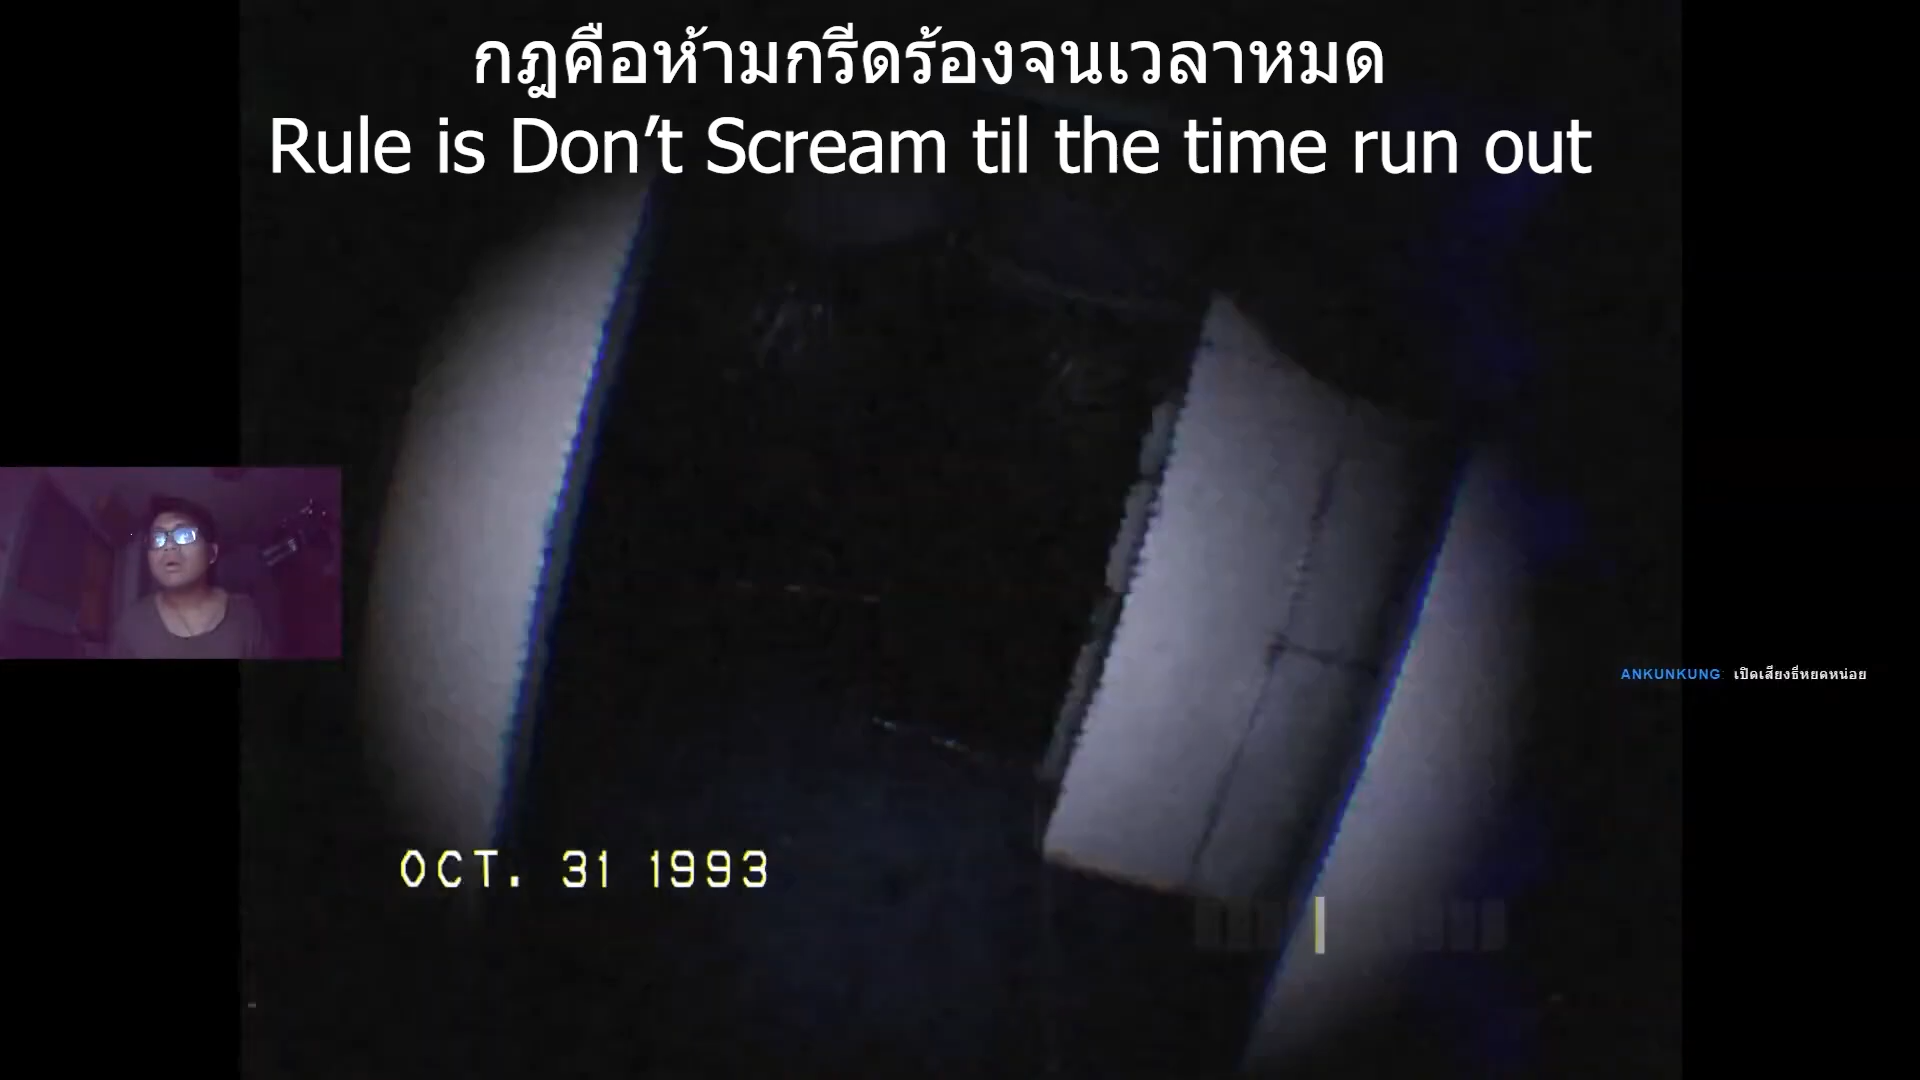 กฎคือห้ามกรีดร้องจนเวลาหมด
Rule is Don’t Scream til the time run out
OCT. 31 1993
ANKUNKUNG: เปิดเสียงธี่หยดหน่อย